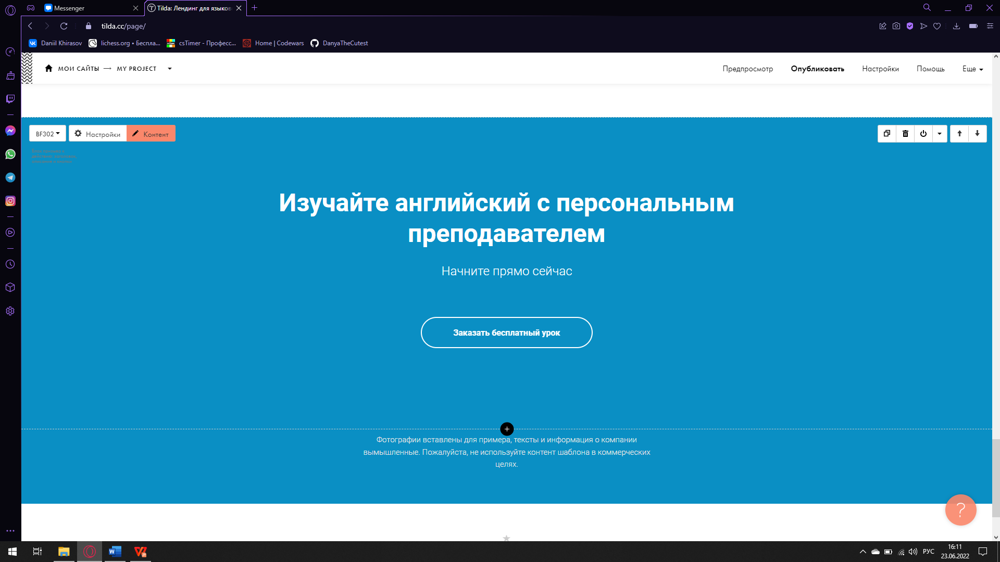 Messenger
Tilda: Лендинг для языков
tilda.cc/page/
Daniil Khirasov
lichess.org • Беспла...
csTimer - Професс...
Home | Codewars
DanyaTheCutest
МОИ САЙТЫ → MY PROJECT
Предпросмотр
Опубликовать
Настройки
Помощь
Еще
BF302
Настройки
Контент
Изучайте английский с персональным
преподавателем
Начните прямо сейчас
Заказать бесплатный урок
Фотографии вставлены для примера, тексты и информация о компании
вымышленные. Пожалуйста, не используйте контент шаблона в коммерческих
целях.
?
РУС
16:11
23.06.2022